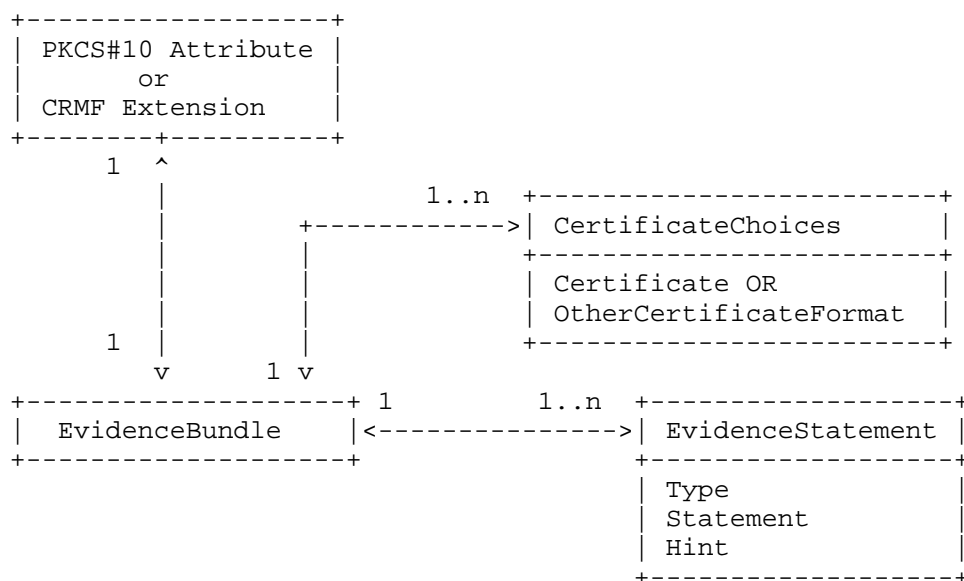 PKCS#10 Attribute
or
CRMF Extension
1 ^
1..n
CertificateChoices
Certificate OR
OtherCertificateFormat
1
v 1 v
1 1..n
EvidenceBundle
EvidenceStatement
Type
Statement
Hint